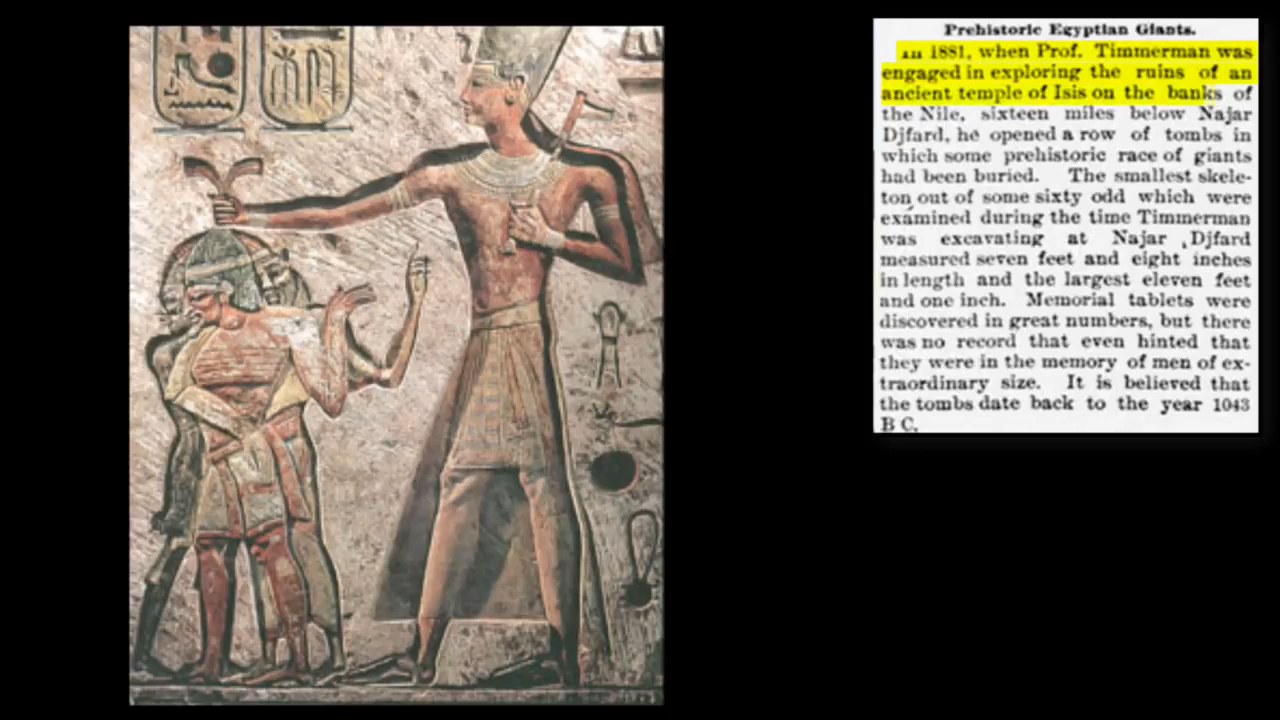 Prehistoric Egyptian Giants.
In 1881, when Prof. Timmerman was
engaged in exploring the ruins of an
ancient temple of Isis on the banks of
the Nile, sixteen miles below Najar
Djfard, he opened a row of tombs in
which some prehistoric race of giants
had been buried. The smallest skele-
ton out of some sixty odd which were
examined during the time Timmerman
was excavating at Najar Djfard
measured seven feet and eight inches
in length and the largest eleven feet
and one inch. Memorial tablets were
discovered in great numbers, but there
was no record that even hinted that
they were in the memory of men of ex-
traordinary size. It is believed that
the tombs date back to the year 1043
B C.